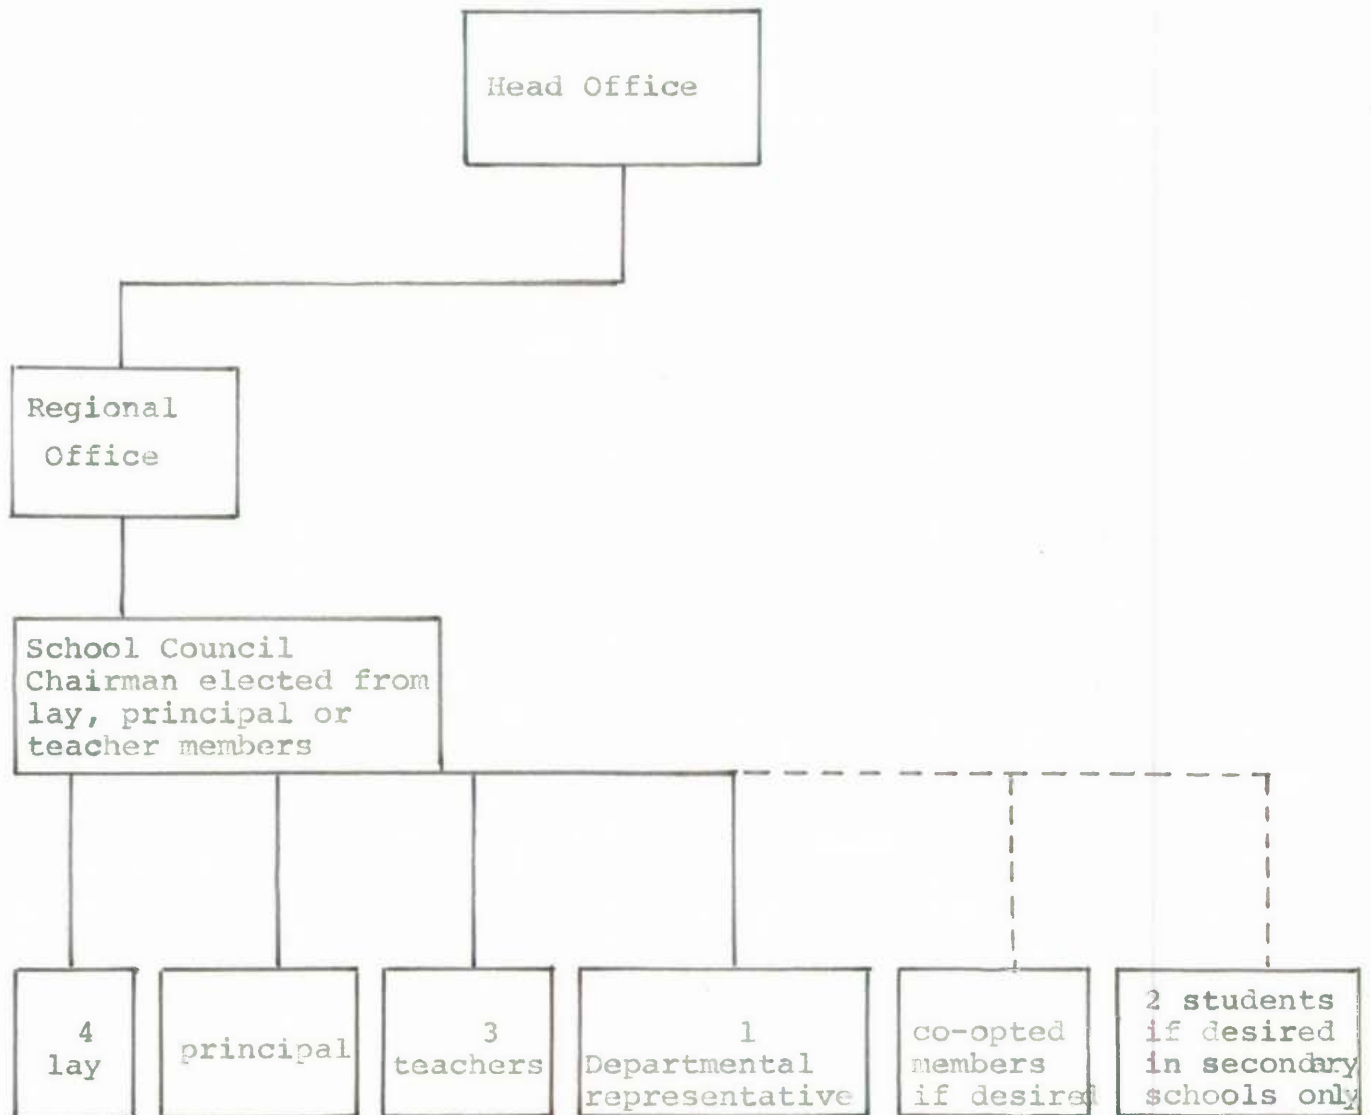 Head Office
Regional
Office
School Council
Chairman elected from
lay, principal or
teacher members
4
lay
principal
3
teachers
1
Departmental
representative
co-opted
members
if desired
2 students
if desired
in secondary
schools only